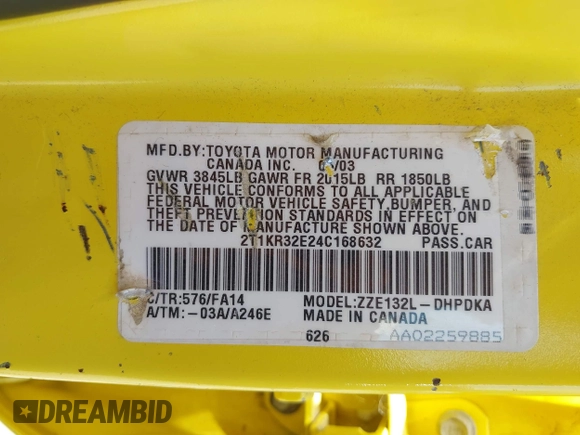 MFD.BY:TOYOTA MOTOR MANUFACTURING
CANADA INC. /03
GVWR 3845LB GAWR FR 2015LB RR 1850LB
THIS VEHICLE CONFORMS TO ALL APPLICABLE
FEDERAL MOTOR VEHICLE SAFETY,BUMPER, AND
THEFT PREVENTION STANDARDS IN EFFECT ON
THE DATE OF MANUFACTURE SHOWN ABOVE.
2T1KR32E24C168632 PASS.CAR
C/TR:576/FA14 MODEL:ZZE132L-DHPDKA
A/TM:-03A/A246E MADE IN CANADA
626 AA02259885
DREAMBID